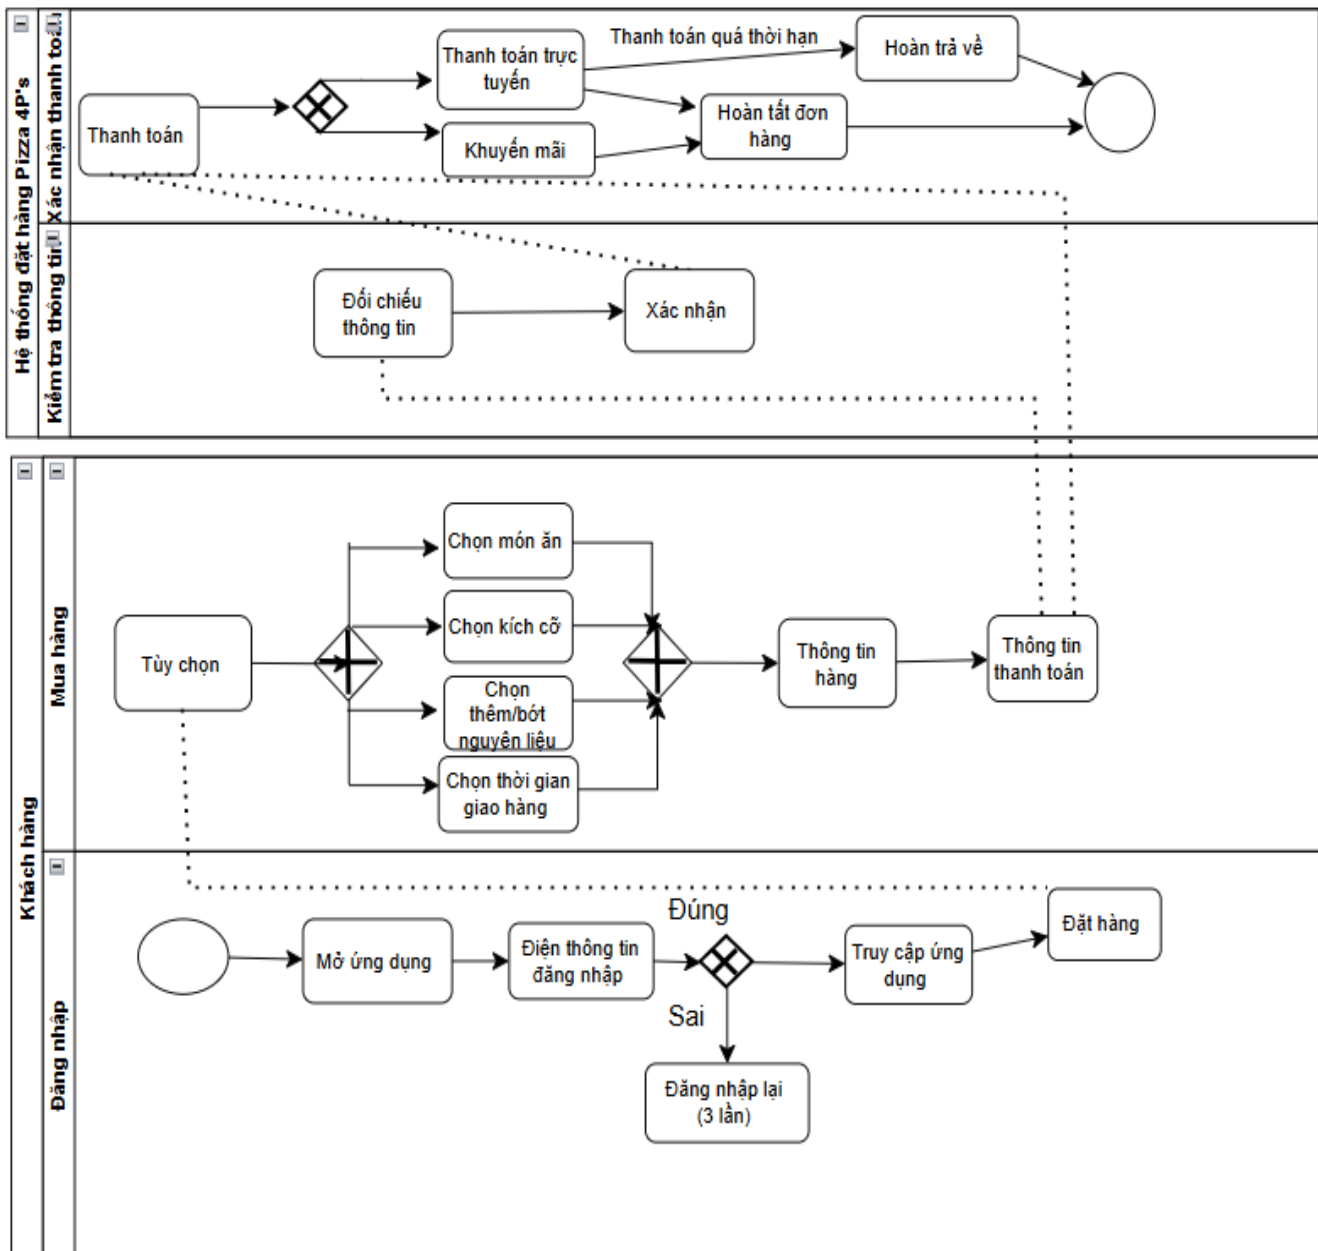 Hệ thống đặt hàng Pizza 4P's
Xác nhận thanh toán
Thanh toán
Thanh toán trực
tuyến
Thanh toán quá thời hạn
Hoàn trả về
Khuyến mãi
Hoàn tất đơn
hàng
Kiểm tra thông tin
Đối chiếu
thông tin
Xác nhận
Khách hàng
Mua hàng
Tùy chọn
Chọn món ăn
Chọn kích cỡ
Chọn
thêm/bớt
nguyên liệu
Chọn thời gian
giao hàng
Thông tin
hàng
Thông tin
thanh toán
Đăng nhập
Mở ứng dụng
Điện thông tin
đăng nhập
Đúng
Sai
Truy cập ứng
dụng
Đặt hàng
Đăng nhập lại
(3 lần)